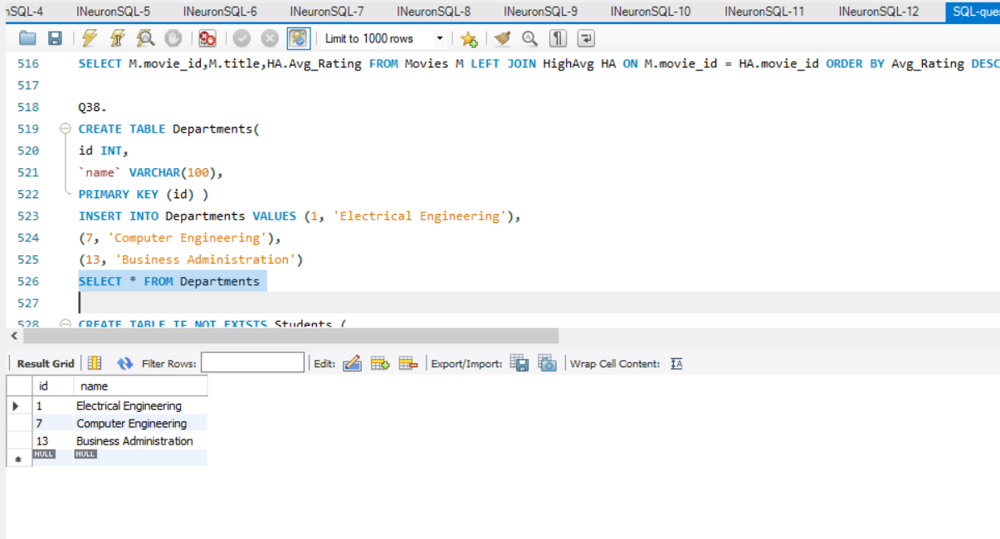 nSQL-4 INeuronSQL-5 INeuronSQL-6 INeuronSQL-7 INeuronSQL-8 INeuronSQL-9 INeuronSQL-10 INeuronSQL-11 INeuronSQL-12 SQL-ques
Limit to 1000 rows
516 SELECT M.movie_id,M.title,HA.Avg_Rating FROM Movies M LEFT JOIN HighAvg HA ON M.movie_id = HA.movie_id ORDER BY Avg_Rating DESC
517
518 Q38.
519 CREATE TABLE Departments(
520 id INT,
521 `name` VARCHAR(100),
522 PRIMARY KEY (id) )
523 INSERT INTO Departments VALUES (1, 'Electrical Engineering'),
524 (7, 'Computer Engineering'),
525 (13, 'Business Administration')
526 SELECT * FROM Departments
527
528 CREATE TABLE IF NOT EXISTS Students (
Result Grid Filter Rows: Edit: Export/Import: Wrap Cell Content: IA
id name
1 Electrical Engineering
7 Computer Engineering
13 Business Administration
NULL NULL